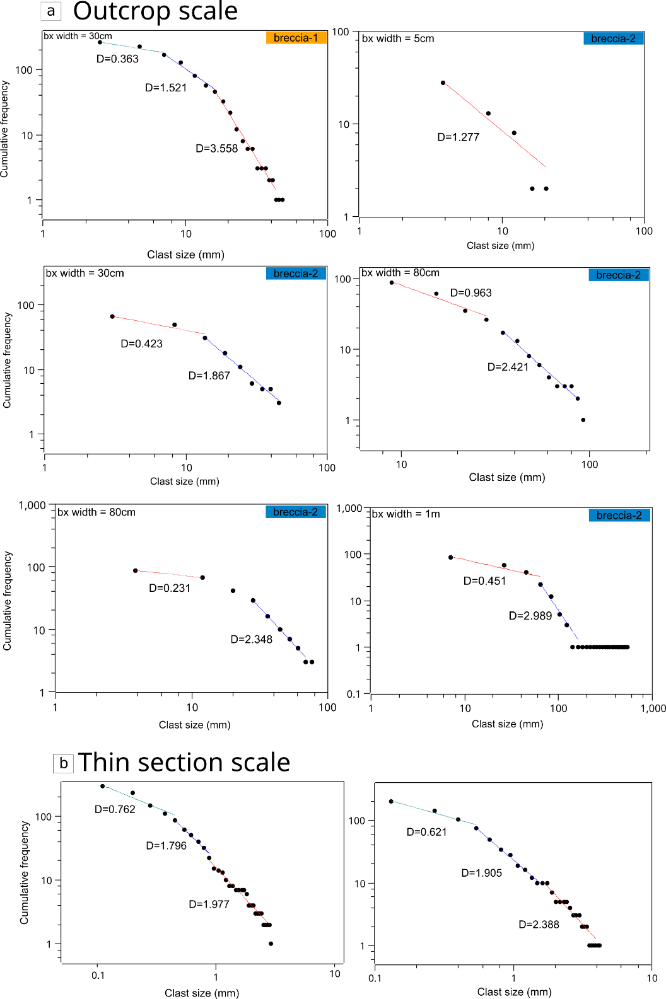 a Outcrop scale
bx width = 30cm
breccia-1
D=0.363
D=1.521
D=3.558
100
10
1
Cumulative frequency
1 10 100
Clast size (mm)
bx width = 5cm
breccia-2
D=1.277
100
10
1
1 10 100
Clast size (mm)
bx width = 30cm
breccia-2
D=0.423
D=1.867
100
10
1
Cumulative frequency
1 10 100
Clast size (mm)
bx width = 80cm
breccia-2
D=0.963
D=2.421
100
10
1
10 100
Clast size (mm)
bx width = 80cm
breccia-2
D=0.231
D=2.348
1,000
100
10
1
Cumulative frequency
1 10 100
Clast size (mm)
bx width = 1m
breccia-2
D=0.451
D=2.989
1,000
100
10
1
0.1
1 10 100 1,000
Clast size (mm)
b Thin section scale
D=0.762
D=1.796
D=1.977
100
10
1
Cumulative frequency
0.1 1 10
Clast size (mm)
D=0.621
D=1.905
D=2.388
100
10
1
0.1 1 10
Clast size (mm)